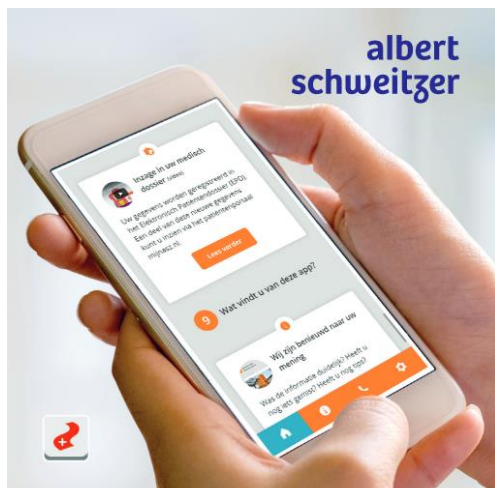 albert
schweitzer
Inzage in uw medisch
dossier (video)
Uw gegevens worden geregistreerd in
het Elektronisch Patiëntendossier (EPD).
Een deel van deze nieuwe gegevens
kunt u inzien via het patiëntenportaal
mijnasz.nl.
Lees verder
9 Wat vindt u van deze app?
Wij zijn benieuwd naar uw
mening
Was de informatie duidelijk? Heeft u
nog iets gemist? Heeft u nog tips?